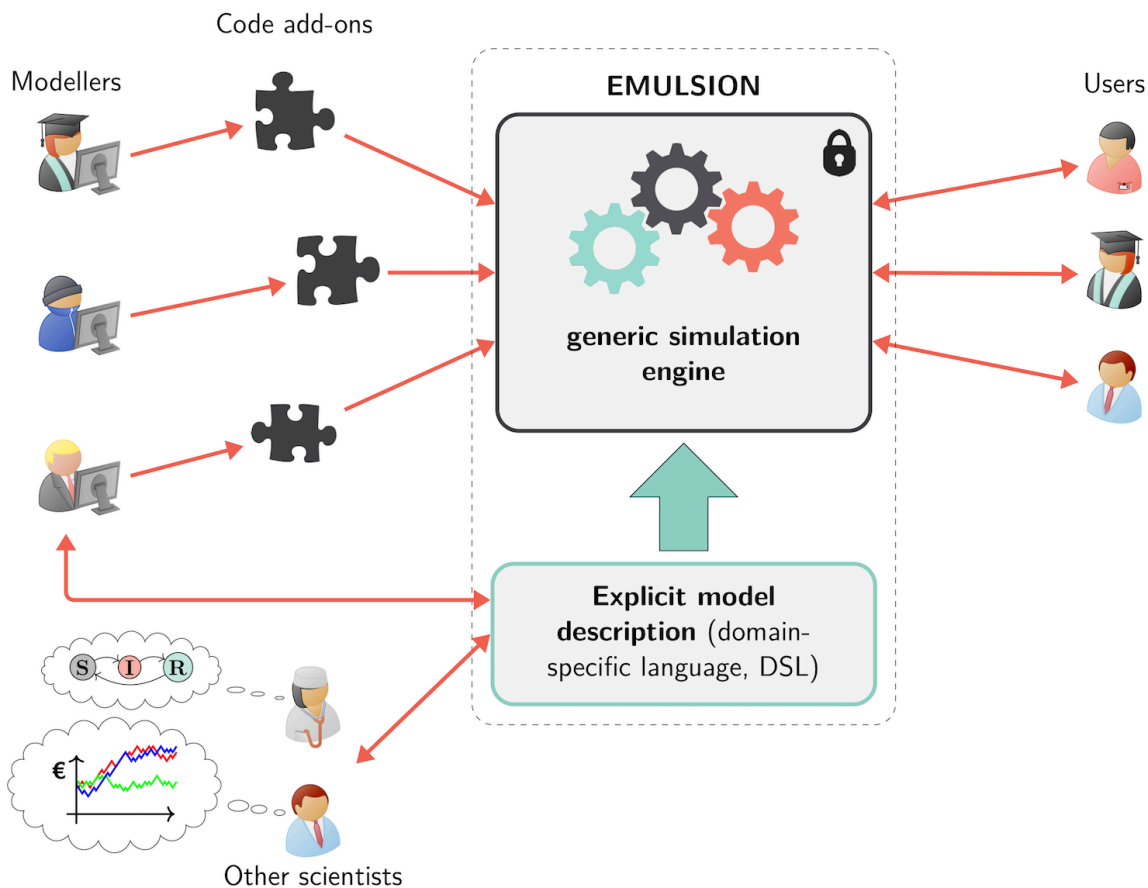 Code add-ons
Modellers
EMULSION
Users
generic simulation
engine
Explicit model
description (domain-
specific language, DSL)
S I R
€
Other scientists